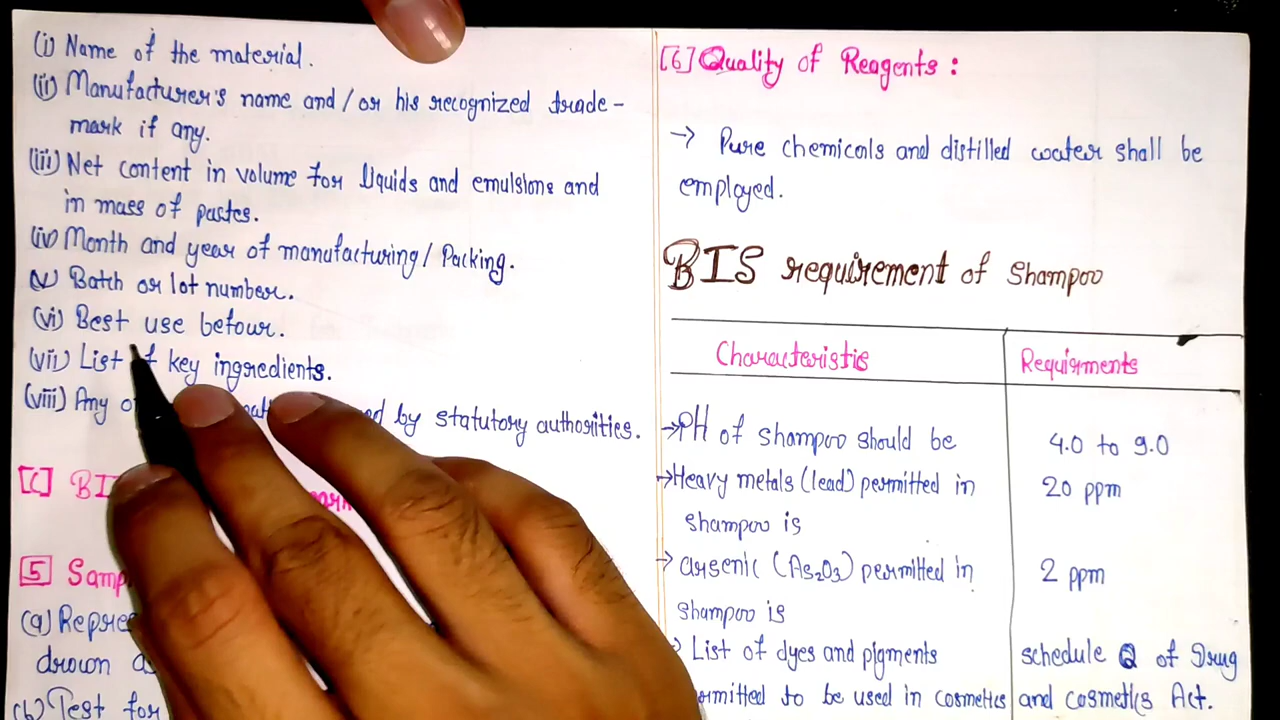 (i) Name of the material.
(ii) Manufacturer's name and/or his recognized trade-
mark if any.
(iii) Net content in volume for liquids and emulsions and
in mass of pastes.
(iv) Month and year of manufacturing/Packing.
(v) Batch or lot number.
(vi) Best use befour.
(vii) List of key ingredients.
(viii) Any by statutory authorities.
[C]
[5]
(a)
drown
(b) Test for
[6] Quality of Reagents :
→ Pure chemicals and distilled water shall be
employed.
BIS requirement of Shampoo
Characteristic Requirments
→ PH of shampoo should be 4.0 to 9.0
→ Heavy metals (lead) permitted in 20 ppm
shampoo is
→ arsenic (As₂O₃) permitted in 2 ppm
shampoo is
List of dyes and pigments schedule Q of Drug
to be used in cosmetics and cosmetics Act.